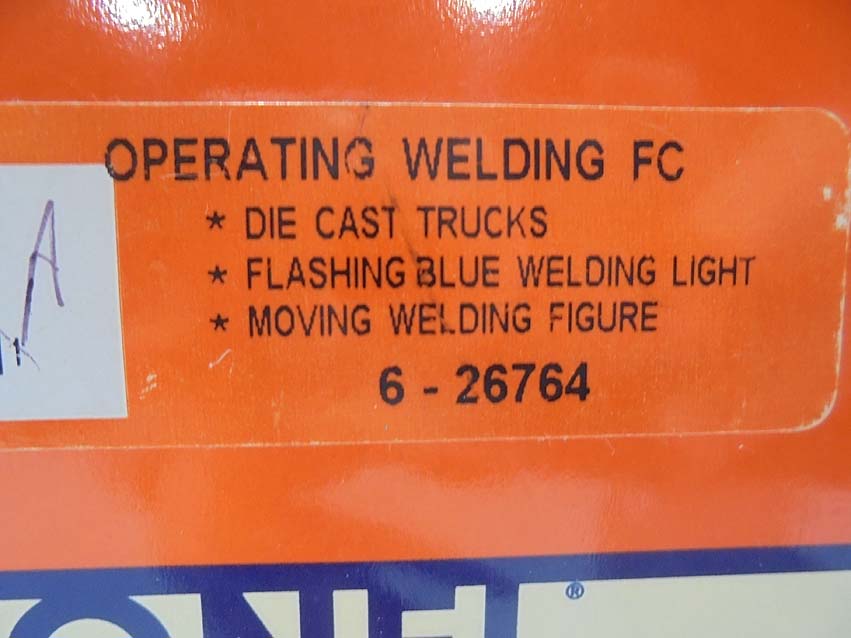 OPERATING WELDING FC
* DIE CAST TRUCKS
* FLASHING BLUE WELDING LIGHT
* MOVING WELDING FIGURE
6 - 26764
A
®